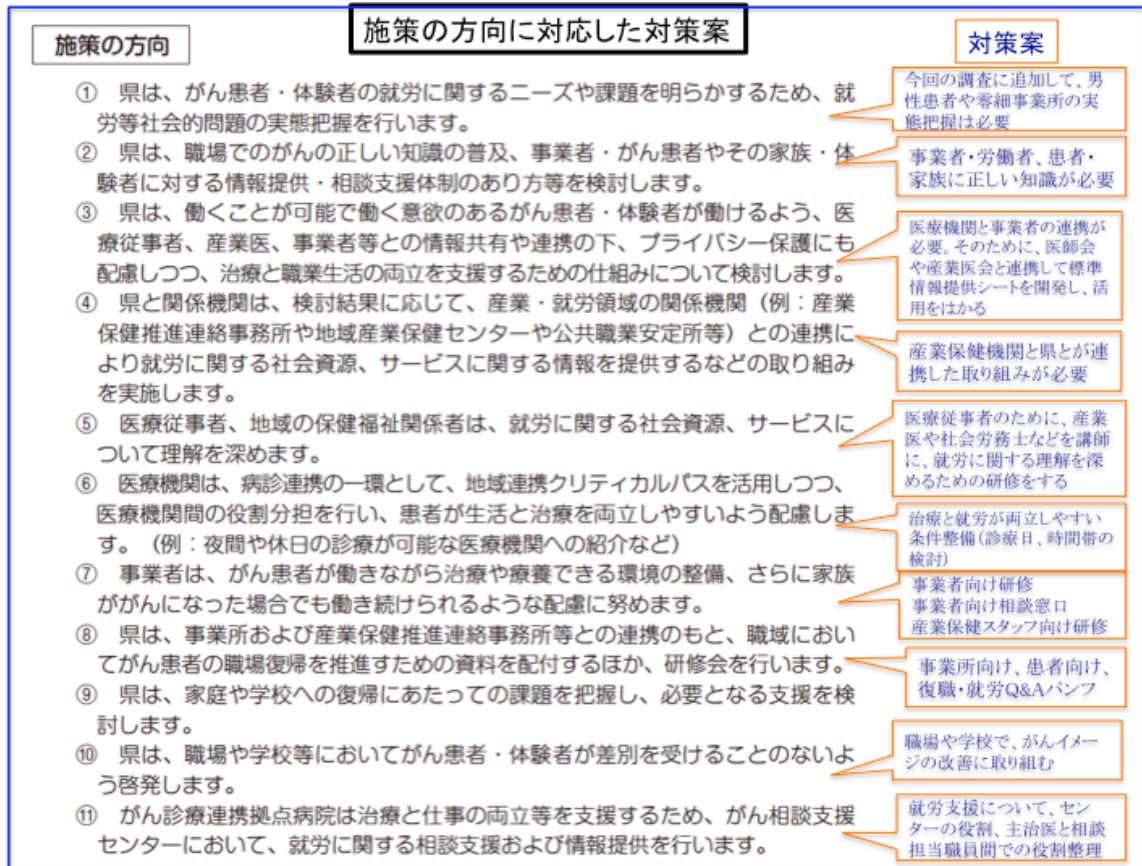 施策の方向に対応した対策案
施策の方向
対策案
① 県は、がん患者・体験者の就労に関するニーズや課題を明らかするため、就
労等社会的問題の実態把握を行います。
今回の調査に追加して、男
性患者や零細事業所の実
態把握は必要
② 県は、職場でのがんの正しい知識の普及、事業者・がん患者やその家族・体
験者に対する情報提供・相談支援体制のあり方等を検討します。
事業者・労働者、患者・
家族に正しい知識が必要
③ 県は、働くことが可能で働く意欲のあるがん患者・体験者が働けるよう、医
療従事者、産業医、事業者等との情報共有や連携の下、プライバシー保護にも
配慮しつつ、治療と職業生活の両立を支援するための仕組みについて検討します。
医療機関と事業者の連携が
必要。そのために、医師会
や産業医会と連携して標準
情報提供シートを開発し、活
用をはかる
④ 県と関係機関は、検討結果に応じて、産業・就労領域の関係機関（例：産業
保健推進連絡事務所や地域産業保健センターや公共職業安定所等）との連携に
より就労に関する社会資源、サービスに関する情報を提供するなどの取り組み
を実施します。
産業保健機関と県とが連
携した取り組みが必要
⑤ 医療従事者、地域の保健福祉関係者は、就労に関する社会資源、サービスに
ついて理解を深めます。
医療従事者のために、産業
医や社会労務士などを講師
に、就労に関する理解を深
めるための研修をする
⑥ 医療機関は、病診連携の一環として、地域連携クリティカルパスを活用しつつ、
医療機関間の役割分担を行い、患者が生活と治療を両立しやすいよう配慮しま
す。（例：夜間や休日の診療が可能な医療機関への紹介など）
治療と就労が両立しやすい
条件整備（診療日、時間帯の
検討）
⑦ 事業者は、がん患者が働きながら治療や療養できる環境の整備、さらに家族
ががんになった場合でも働き続けられるような配慮に努めます。
事業者向け研修
事業者向け相談窓口
産業保健スタッフ向け研修
⑧ 県は、事業所および産業保健推進連絡事務所等との連携のもと、職域におい
てがん患者の職場復帰を推進すための資料を配付するほか、研修会を行います。
事業所向け、患者向け、
復職・就労Q&Aパンフ
⑨ 県は、家庭や学校への復帰にあたっての課題を把握し、必要となる支援を検
討します。
⑩ 県は、職場や学校等においてがん患者・体験者が差別を受けることのないよ
う啓発します。
職場や学校で、がんイメー
ジの改善に取り組む
⑪ がん診療連携拠点病院は治療と仕事の両立等を支援するため、がん相談支援
センターにおいて、就労に関する相談支援および情報提供を行います。
就労支援について、セン
ターの役割、主治医と相談
担当職員間での役割整理